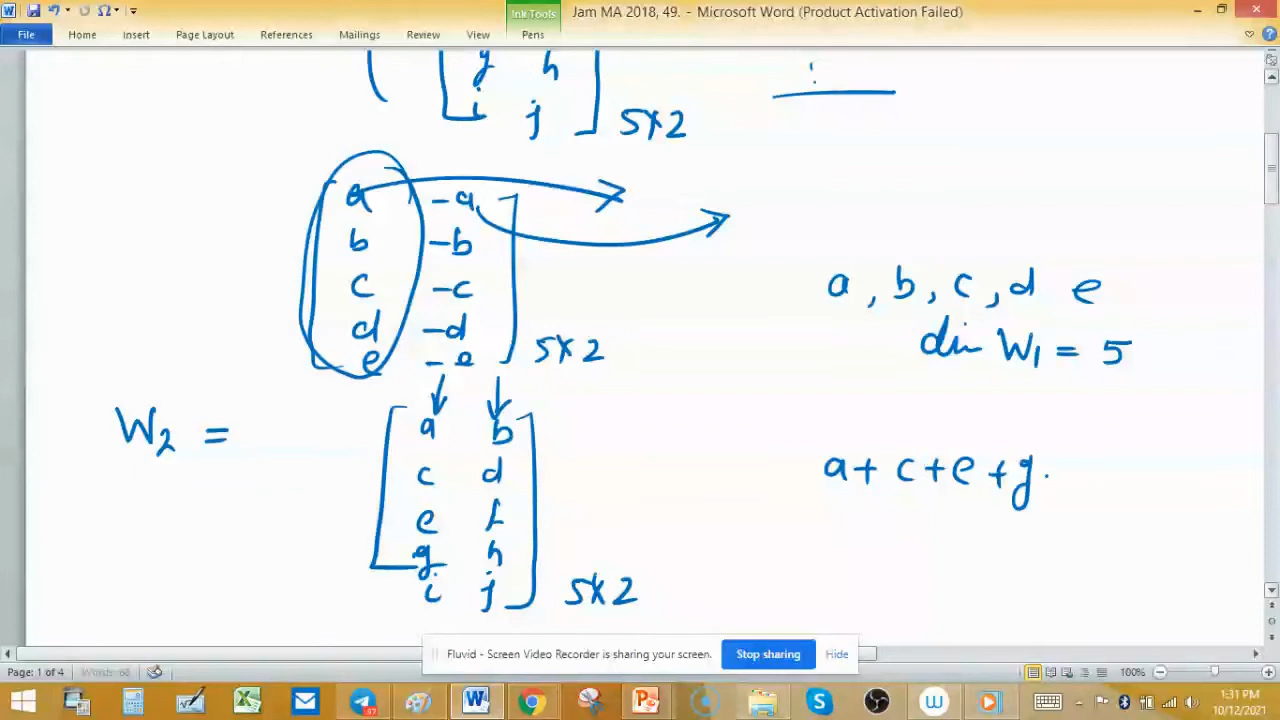 Ink Tools
Jam MA 2018, 49. - Microsoft Word (Product Activation Failed)
File Home Insert Page Layout References Mailings Review View Pens
y h
i j 5×2
a -a
b -b
c -c
d -d
e -e 5×2
a, b, c, d e
dim W1 = 5
W2 =
a b
c d
e f
g h
i j 5×2
a + c + e + g.
Fluvid - Screen Video Recorder is sharing your screen. Stop sharing Hide
Page: 1 of 4 Words: 68 100%
1:31 PM
10/12/2021